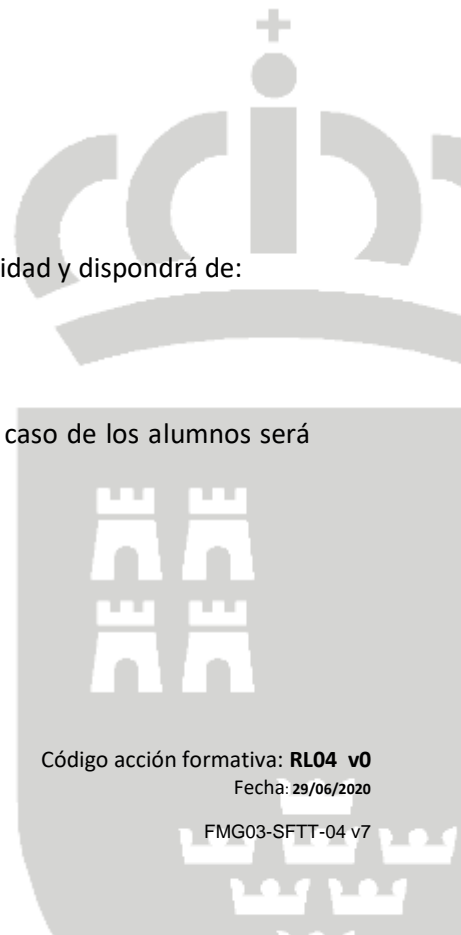 idad y dispondrá de:
caso de los alumnos será
Código acción formativa: RL04 v0
Fecha: 29/06/2020
FMG03-SFTT-04 v7